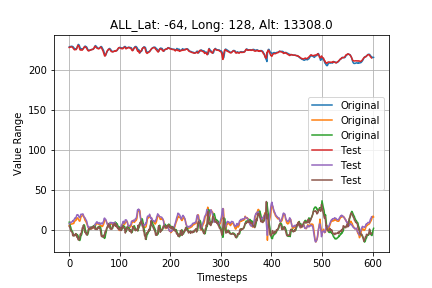 ALL_Lat: -64, Long: 128, Alt: 13308.0
Value Range
200
150
100
50
0
Original
Original
Original
Test
Test
Test
0 100 200 300 400 500 600
Timesteps